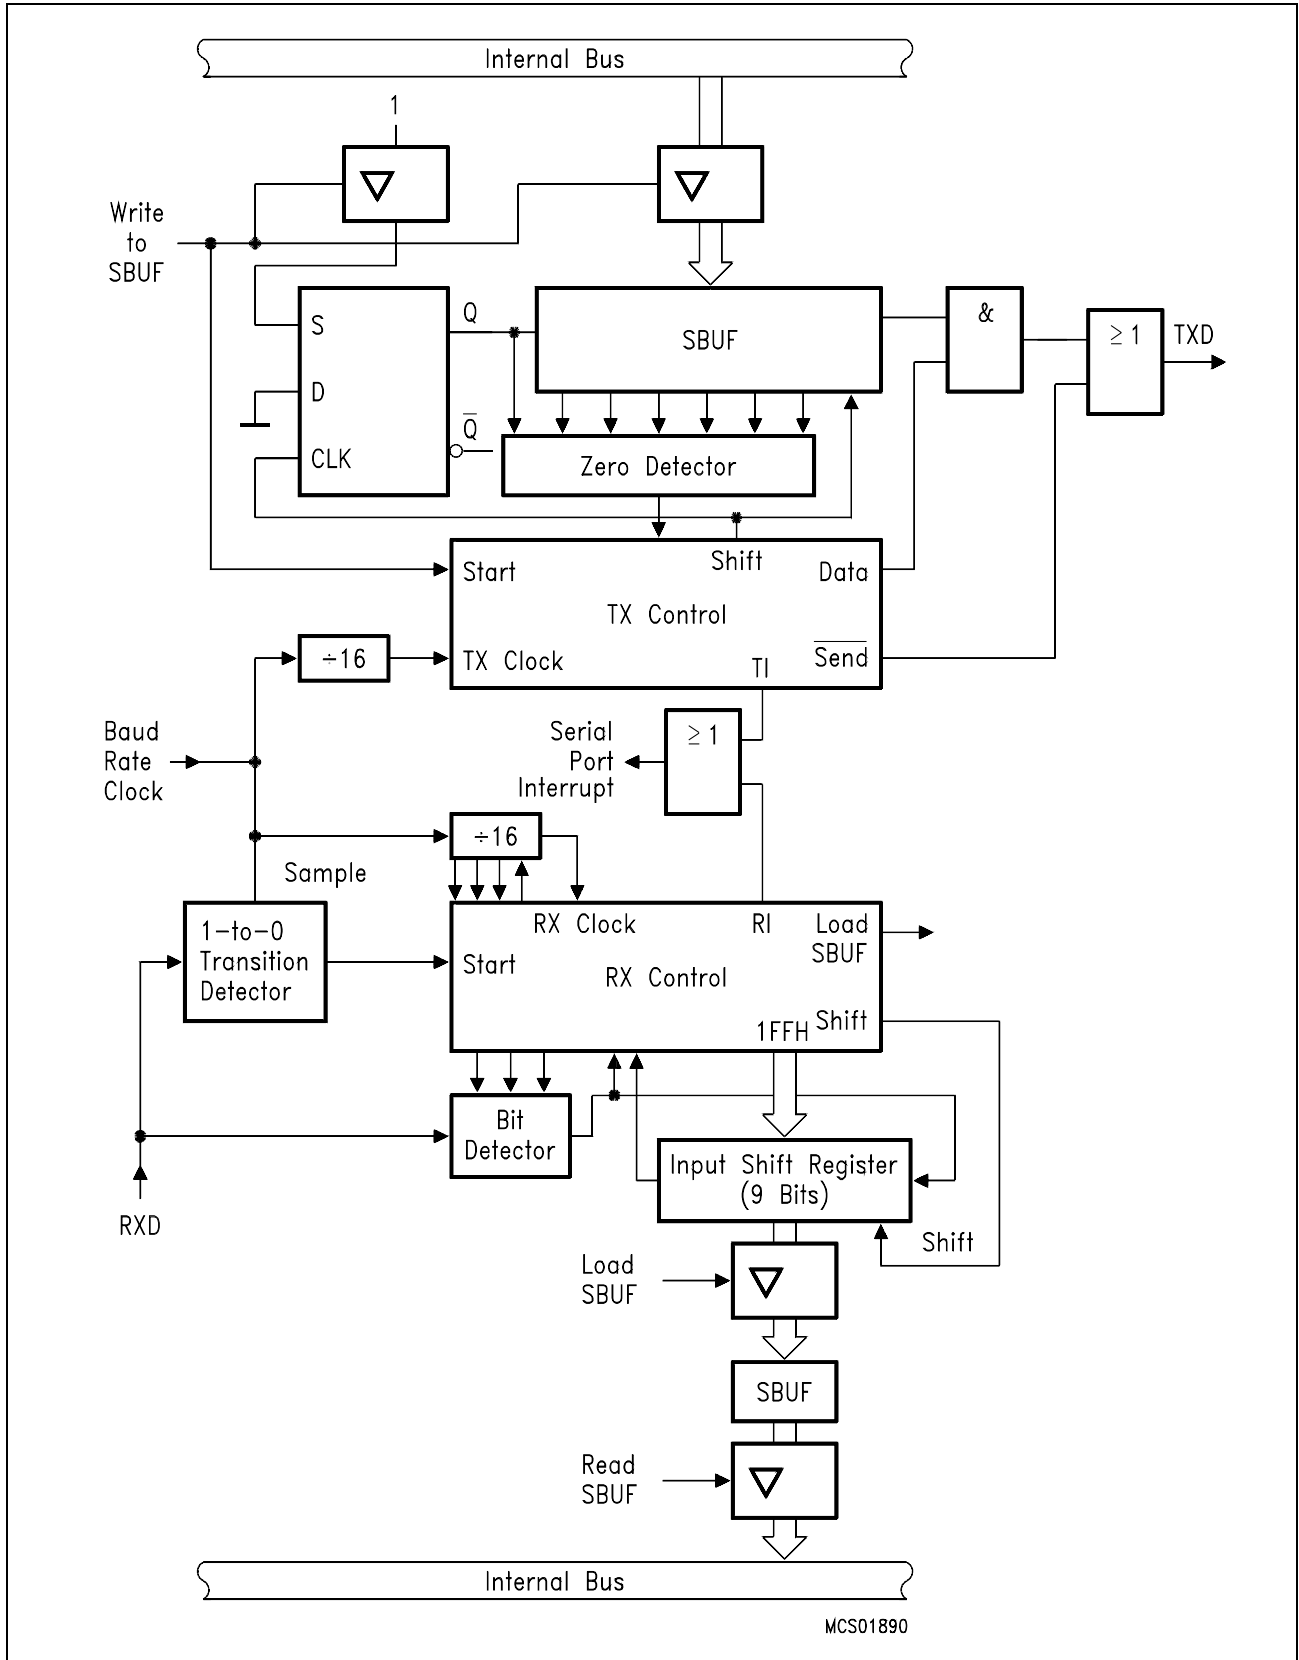 Internal Bus
1
Write
to
SBUF
S
D
CLK
Q
Q̅
SBUF
&
≥1
TXD
Zero Detector
Start
Shift
Data
TX Control
÷16
TX Clock
TI
S̅e̅n̅d̅
Baud
Rate
Clock
Serial
Port
Interrupt
≥1
÷16
Sample
1-to-0
Transition
Detector
RX Clock
RI
Load
SBUF
Start
RX Control
1FFH
Shift
Bit
Detector
Input Shift Register
(9 Bits)
RXD
Shift
Load
SBUF
SBUF
Read
SBUF
Internal Bus
MCS01890